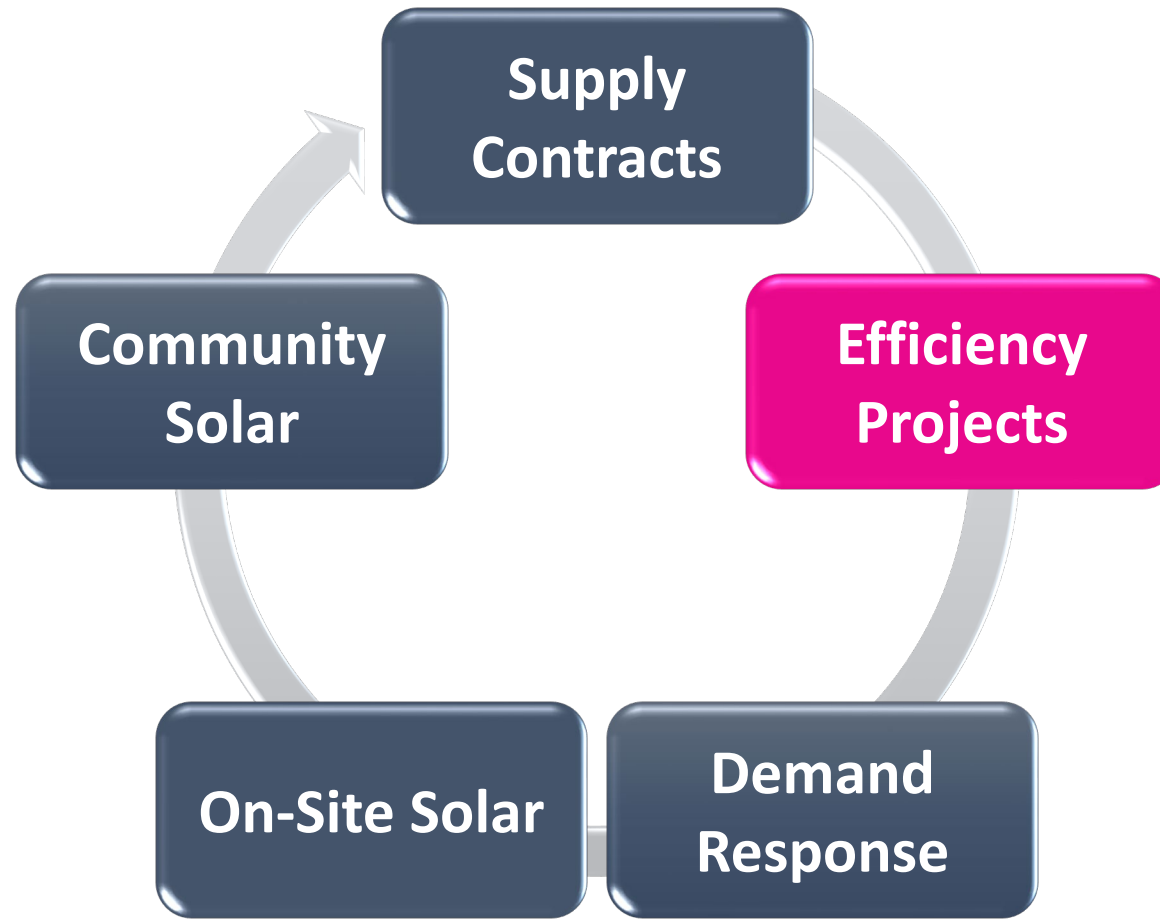 Supply
Contracts
Efficiency
Projects
Demand
Response
On-Site Solar
Community
Solar